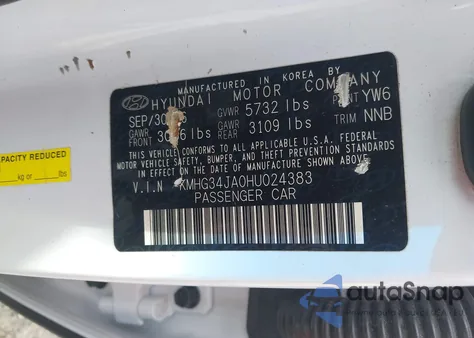 MANUFACTURED IN KOREA BY
HYUNDAI MOTOR COMPANY
SEP/30/ GVWR 5732 lbs PAINT YW6
GAWR FRONT lbs GAWR REAR 3109 lbs TRIM NNB
THIS VEHICLE CONFORMS TO ALL APPLICABLE U.S.A. FEDERAL
MOTOR VEHICLE SAFETY, BUMPER, AND THEFT PREVENTION STANDARDS
IN EFFECT ON THE DATE OF MANUFACTURE SHOWN ABOVE.
V.I.N KMHG34JA0HU024383
PASSENGER CAR
CAPACITY REDUCED
kg or lbs
autoSnap